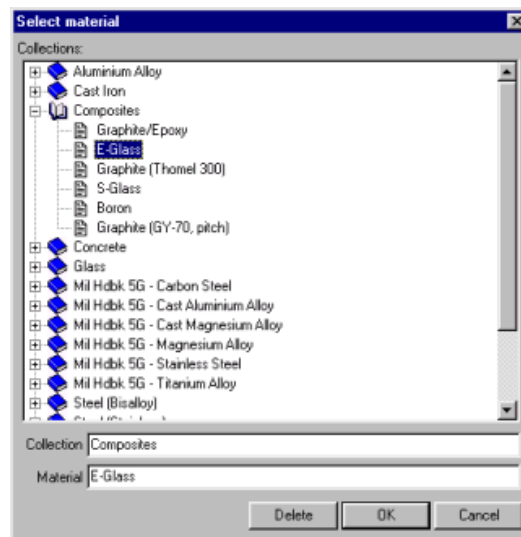 Select material
Collections:
Aluminium Alloy
Cast Iron
Composites
Graphite/Epoxy
E-Glass
Graphite (Thornel 300)
S-Glass
Boron
Graphite (GY-70, pitch)
Concrete
Glass
Mil Hdbk 5G - Carbon Steel
Mil Hdbk 5G - Cast Aluminium Alloy
Mil Hdbk 5G - Cast Magnesium Alloy
Mil Hdbk 5G - Magnesium Alloy
Mil Hdbk 5G - Stainless Steel
Mil Hdbk 5G - Titanium Alloy
Steel (Bisalloy)
Collection Composites
Material E-Glass
Delete OK Cancel